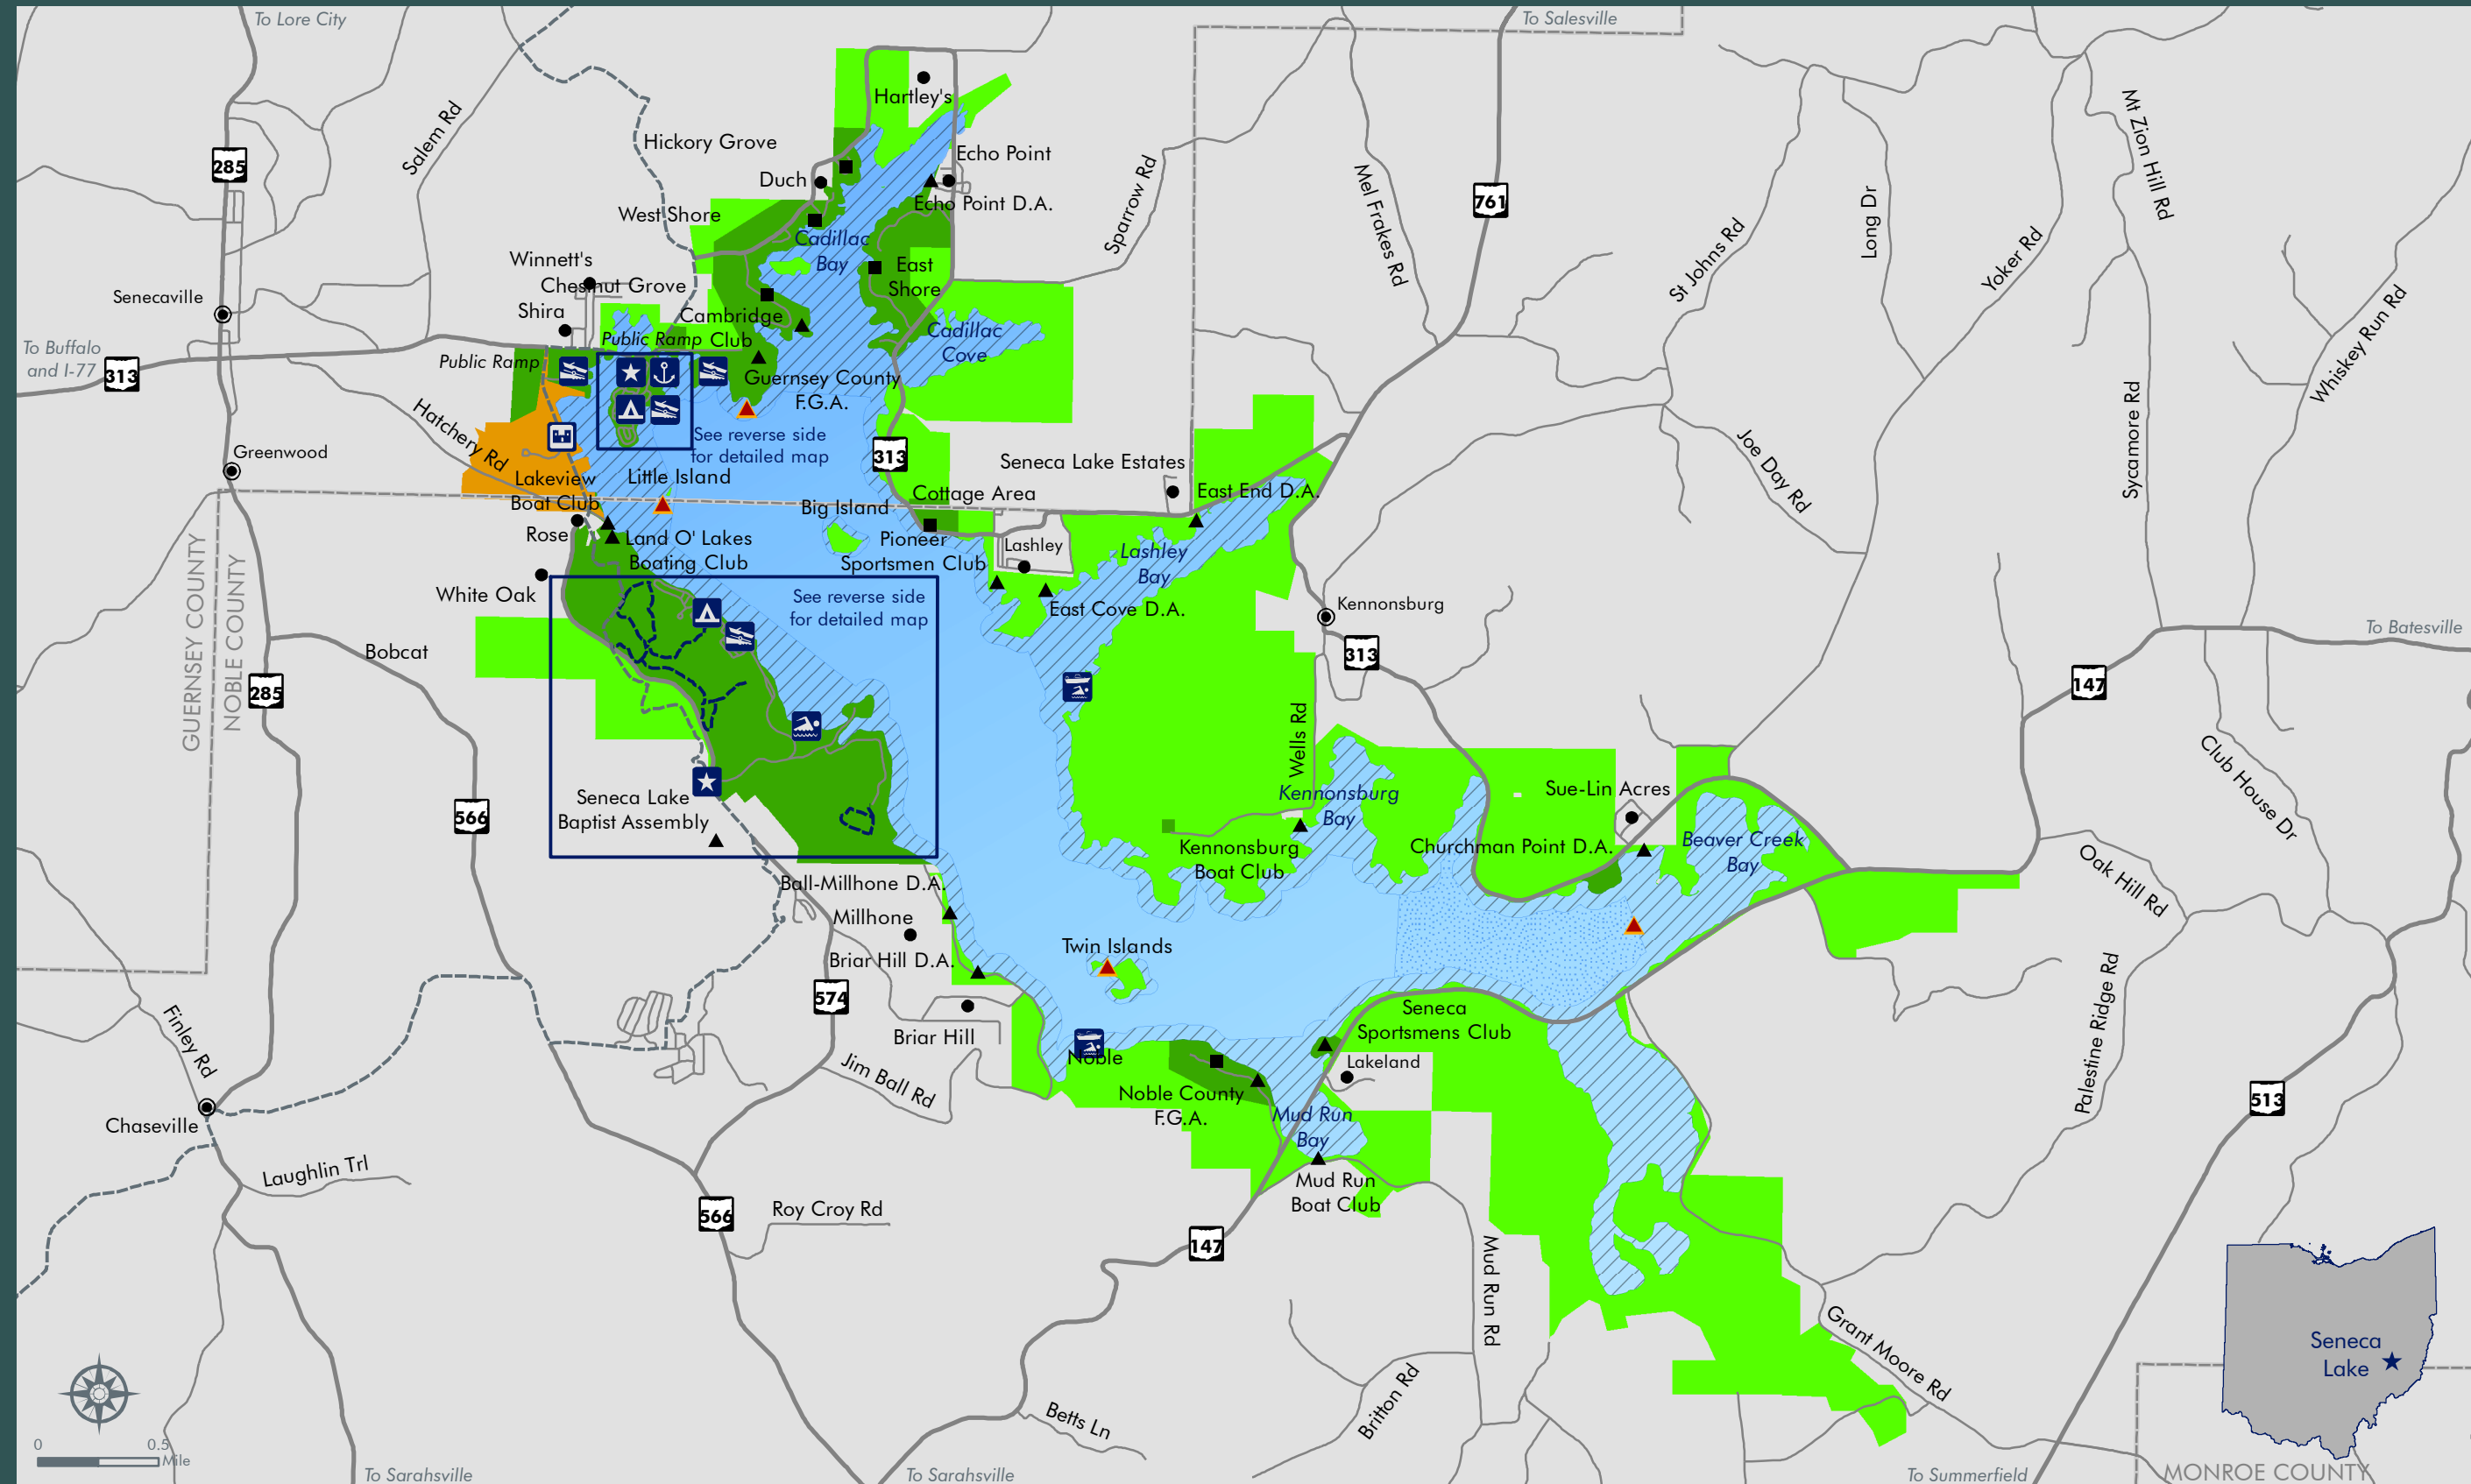 To Lore City
To Salesville
Hartley's
Salem Rd
Mt Zion Hill Rd
Hickory Grove
Echo Point
285
Duch
Sparrow Rd
Mel Frakes Rd
761
Long Dr
Echo Point D.A.
West Shore
Cadillac
Bay
St Johns Rd
Yoker Rd
Winnett's
East
Shore
Chestnut Grove
Senecaville
Shira
Cambridge
Club
Whiskey Run Rd
Public Ramp
Cadillac
Cove
To Buffalo
and I-77
313
Public Ramp
Guernsey County
F.G.A.
Hatchery Rd
Sycamore Rd
See reverse side
for detailed map
313
Joe Day Rd
Greenwood
Seneca Lake Estates
Lakeview
Boat Club
Little Island
Cottage Area
East End D.A.
Big Island
Rose
Land O' Lakes
Boating Club
Pioneer
Sportsmen Club
Lashley
Lashley
Bay
GUERNSEY COUNTY
NOBLE COUNTY
White Oak
See reverse side
for detailed map
East Cove D.A.
Kennonsburg
To Batesville
Bobcat
313
285
147
Wells Rd
Club House Dr
Seneca Lake
Baptist Assembly
Kennonsburg
Bay
Sue-Lin Acres
566
Kennonsburg
Boat Club
Churchman Point D.A.
Beaver Creek
Bay
Oak Hill Rd
Ball-Millhone D.A.
Millhone
Twin Islands
Briar Hill D.A.
574
Seneca
Sportsmens Club
Palestine Ridge Rd
Finley Rd
Briar Hill
Noble
Lakeland
Jim Ball Rd
Noble County
F.G.A.
513
Mud Run
Bay
Chaseville
Laughlin Trl
Mud Run
Boat Club
566
Roy Croy Rd
147
Mud Run Rd
Grant Moore Rd
Seneca
Lake
Britton Rd
Betts Ln
0
0.5
Mile
To Sarahsville
To Sarahsville
To Summerfield
MONROE COUNTY